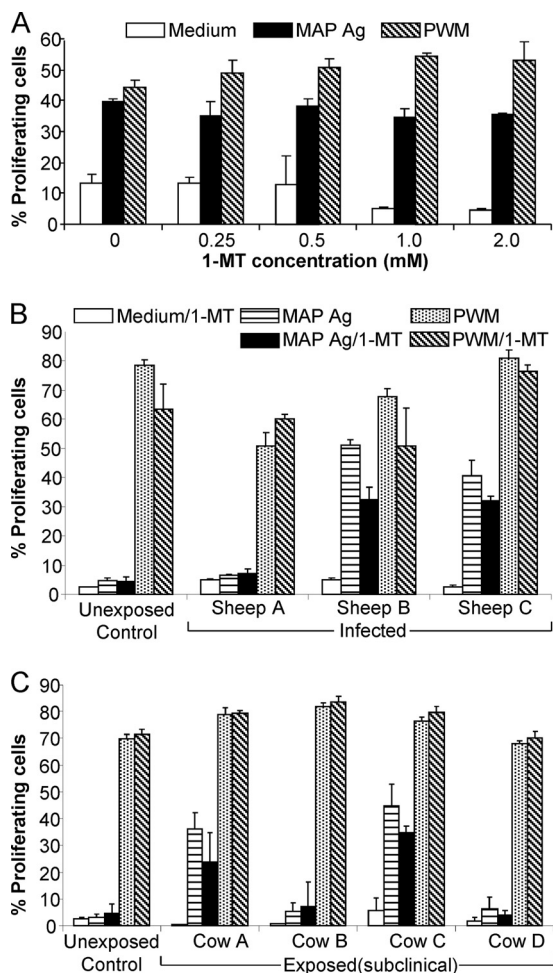 A
Medium MAP Ag PWM
% Proliferating cells
60
50
40
30
20
10
0
0 0.25 0.5 1.0 2.0
1-MT concentration (mM)
B
Medium/1-MT MAP Ag PWM
MAP Ag/1-MT PWM/1-MT
% Proliferating cells
90
80
70
60
50
40
30
20
10
0
Unexposed Control Sheep A Sheep B Sheep C
Infected
C
% Proliferating cells
90
80
70
60
50
40
30
20
10
0
Unexposed Control Cow A Cow B Cow C Cow D
Exposed(subclinical)